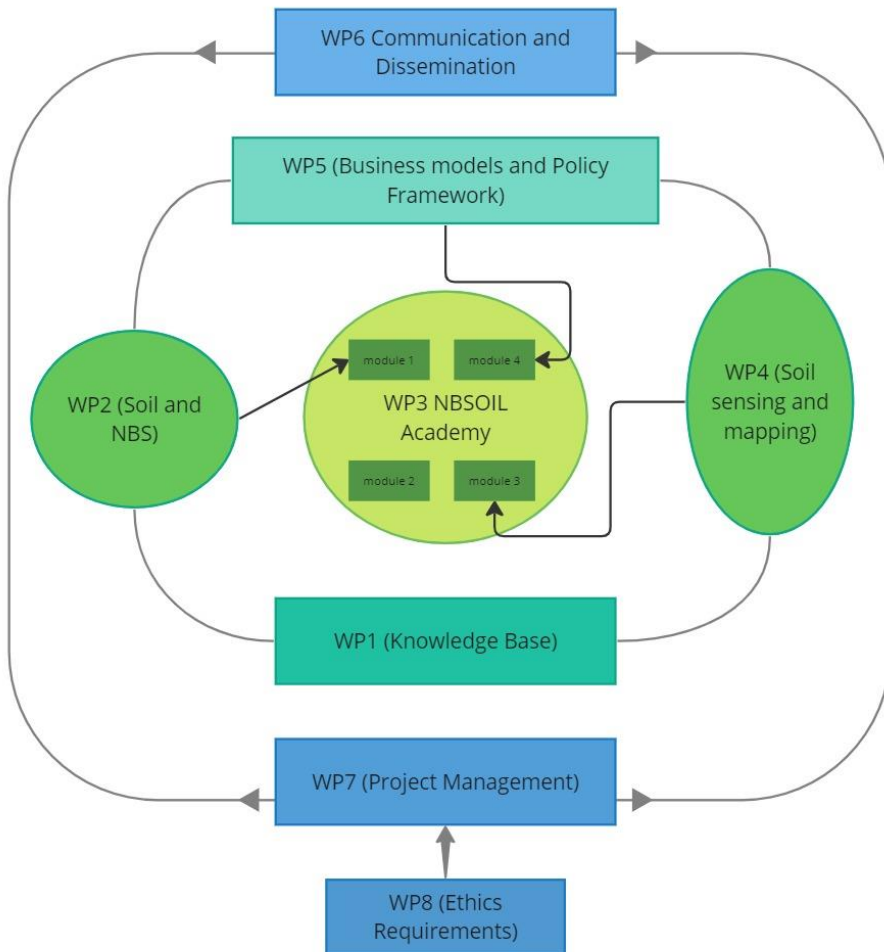 WP6 Communication and
Dissemination
WP5 (Business models and Policy
Framework)
module 1
module 4
WP2 (Soil and
NBS)
WP3 NBSOIL
Academy
WP4 (Soil
sensing and
mapping)
module 2
module 3
WP1 (Knowledge Base)
WP7 (Project Management)
WP8 (Ethics
Requirements)